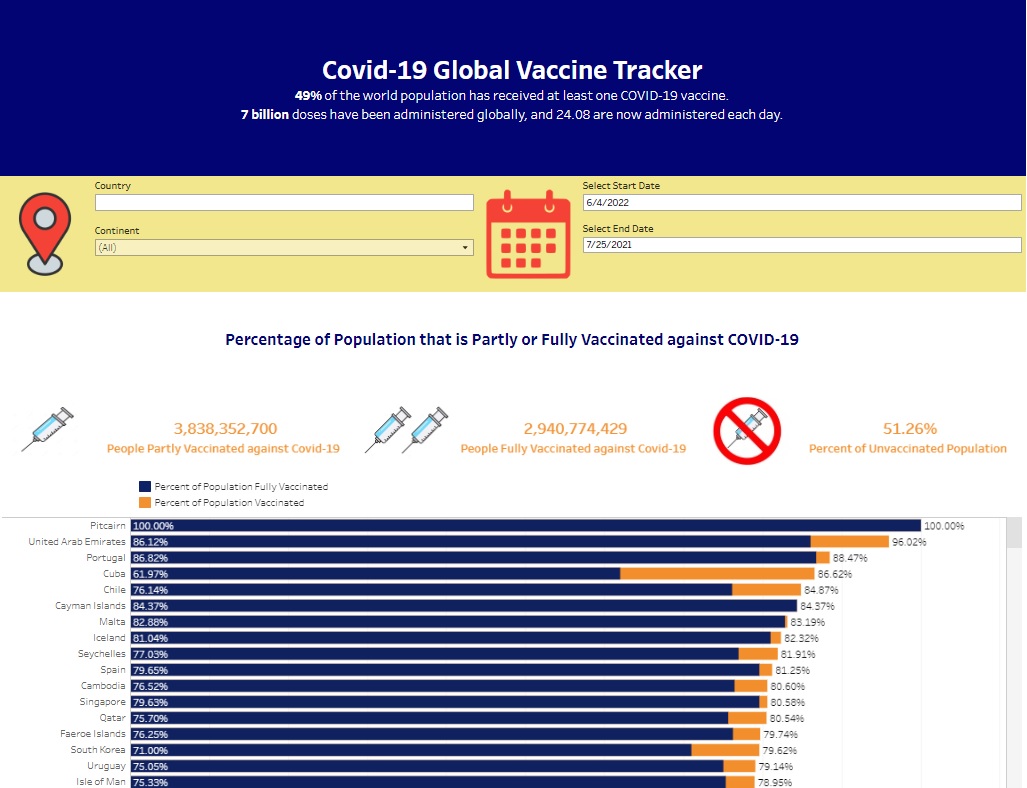 Covid-19 Global Vaccine Tracker
49% of the world population has received at least one COVID-19 vaccine.
7 billion doses have been administered globally, and 24.08 are now administered each day.
Country
Select Start Date
6/4/2022
Continent
Select End Date
(All)
7/25/2021
Percentage of Population that is Partly or Fully Vaccinated against COVID-19
3,838,352,700
People Partly Vaccinated against Covid-19
2,940,774,429
People Fully Vaccinated against Covid-19
51.26%
Percent of Unvaccinated Population
Percent of Population Fully Vaccinated
Percent of Population Vaccinated
Pitcairn 100.00% 100.00%
United Arab Emirates 86.12% 96.02%
Portugal 86.82% 88.47%
Cuba 61.97% 86.62%
Chile 76.14% 84.87%
Cayman Islands 84.37% 84.37%
Malta 82.88% 83.19%
Iceland 81.04% 82.32%
Seychelles 77.03% 81.91%
Spain 79.65% 81.25%
Cambodia 76.52% 80.60%
Singapore 79.63% 80.58%
Qatar 75.70% 80.54%
Faeroe Islands 76.25% 79.74%
South Korea 71.00% 79.62%
Uruguay 75.05% 79.14%
Isle of Man 75.33% 78.95%